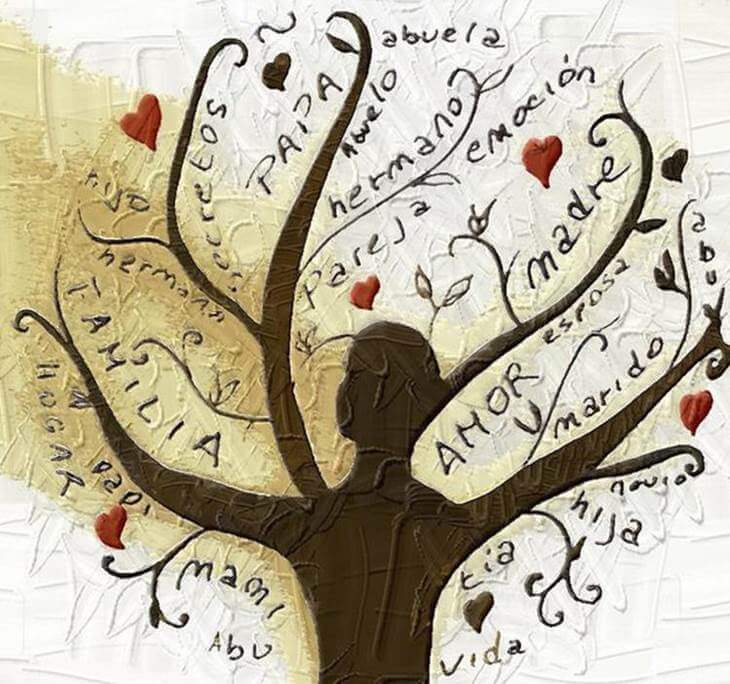 abuela
PAPA
Abuelo
hermano
emoción
secretos
hijo
Pareja
madre
abu
hermana
esposa
FAMILIA
AMOR
marido
HOGAR
papi
novio
hija
mami
tia
Abu
vida